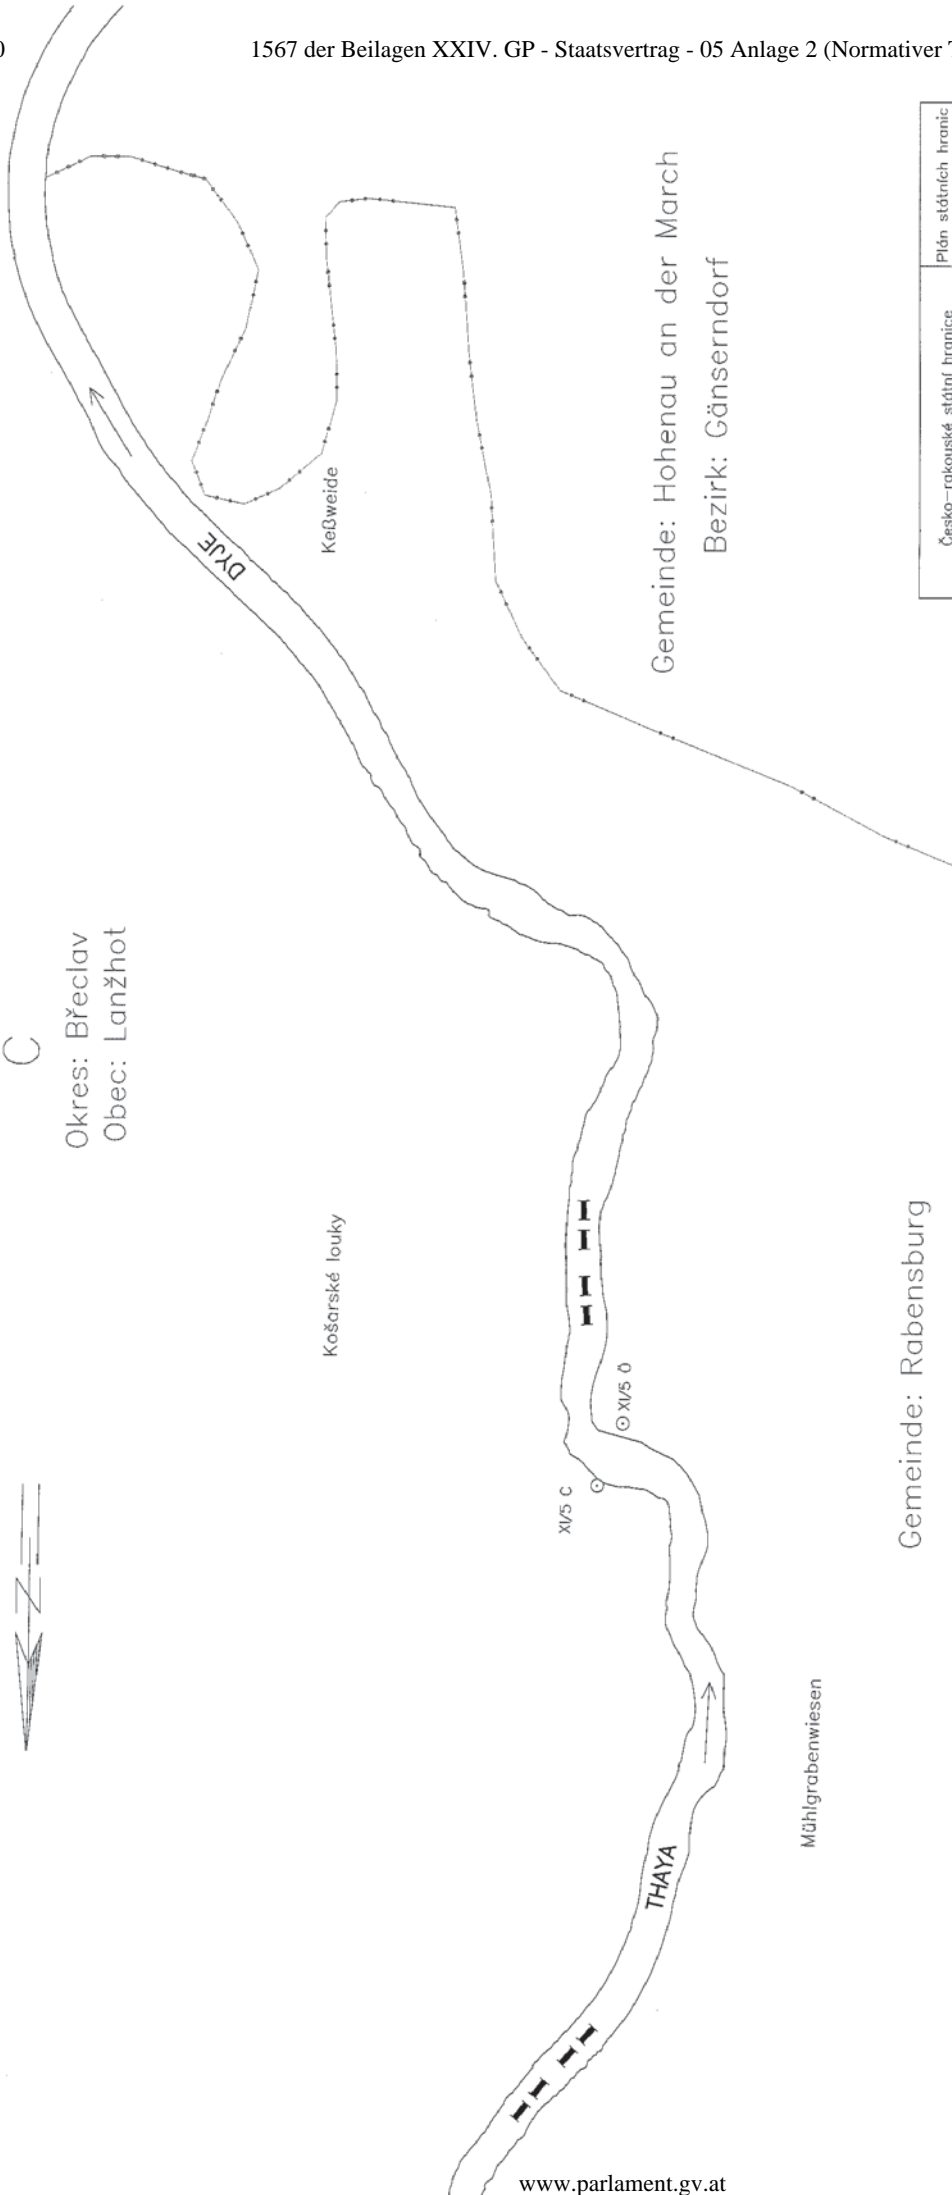 0
1567 der Beilagen XXIV. GP - Staatsvertrag - 05 Anlage 2 (Normativer
C
Okres: Břeclav
Obec: Lanžhot
DYJE
Keßweide
Gemeinde: Hohenau an der March
Bezirk: Gänserndorf
Plán státních hranic
Česko-rakouské státní hranice
Košarské louky
XI/5 Ö
XI/5 C
Gemeinde: Rabensburg
N
Mühlgrabenwiesen
THAYA
www.parlament.gv.at